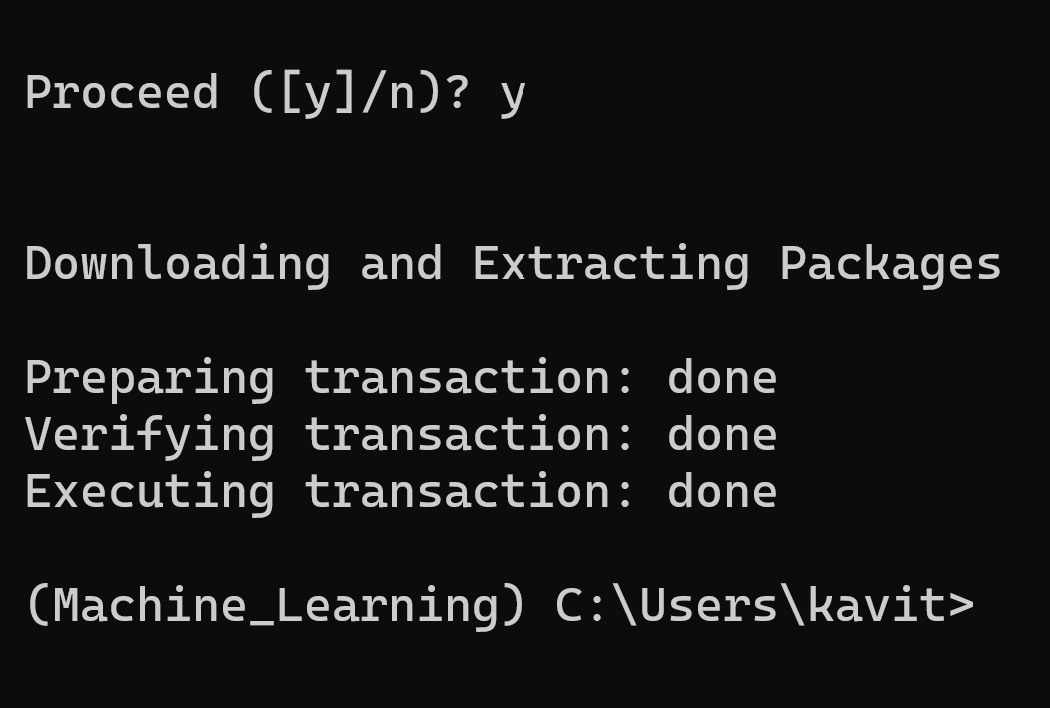 Proceed ([y]/n)? y
Downloading and Extracting Packages
Preparing transaction: done
Verifying transaction: done
Executing transaction: done
(Machine_Learning) C:\Users\kavit>